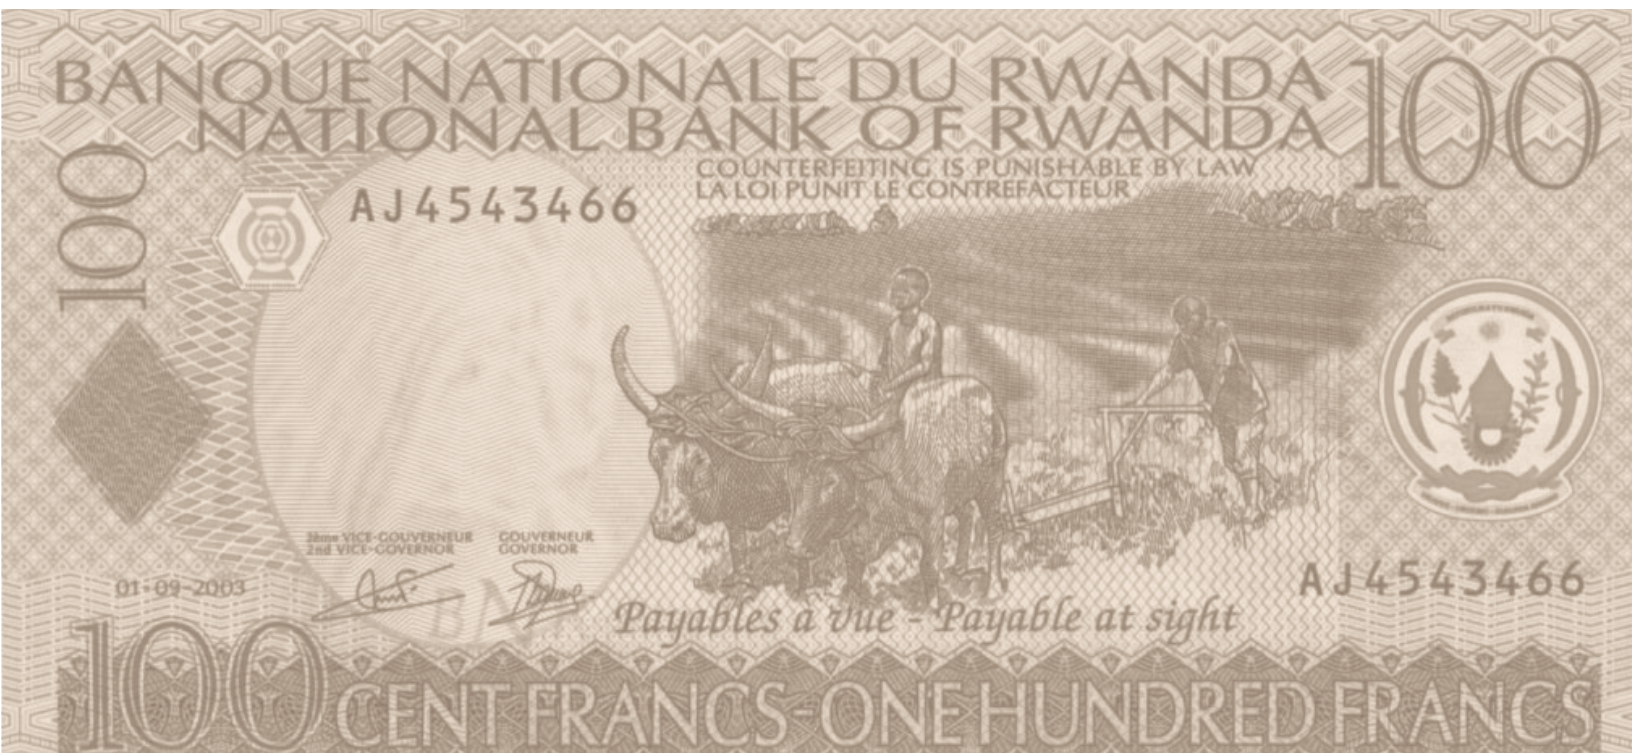 BANQUE NATIONALE DU RWANDA
NATIONAL BANK OF RWANDA
100
COUNTERFEITING IS PUNISHABLE BY LAW
LA LOI PUNIT LE CONTREFACTEUR
100
AJ4543466
2ème VICE-GOUVERNEUR
2nd VICE-GOVERNOR
GOUVERNEUR
GOVERNOR
01-09-2003
AJ4543466
BN
Payables à vue - Payable at sight
100 CENT FRANCS-ONE HUNDRED FRANCS